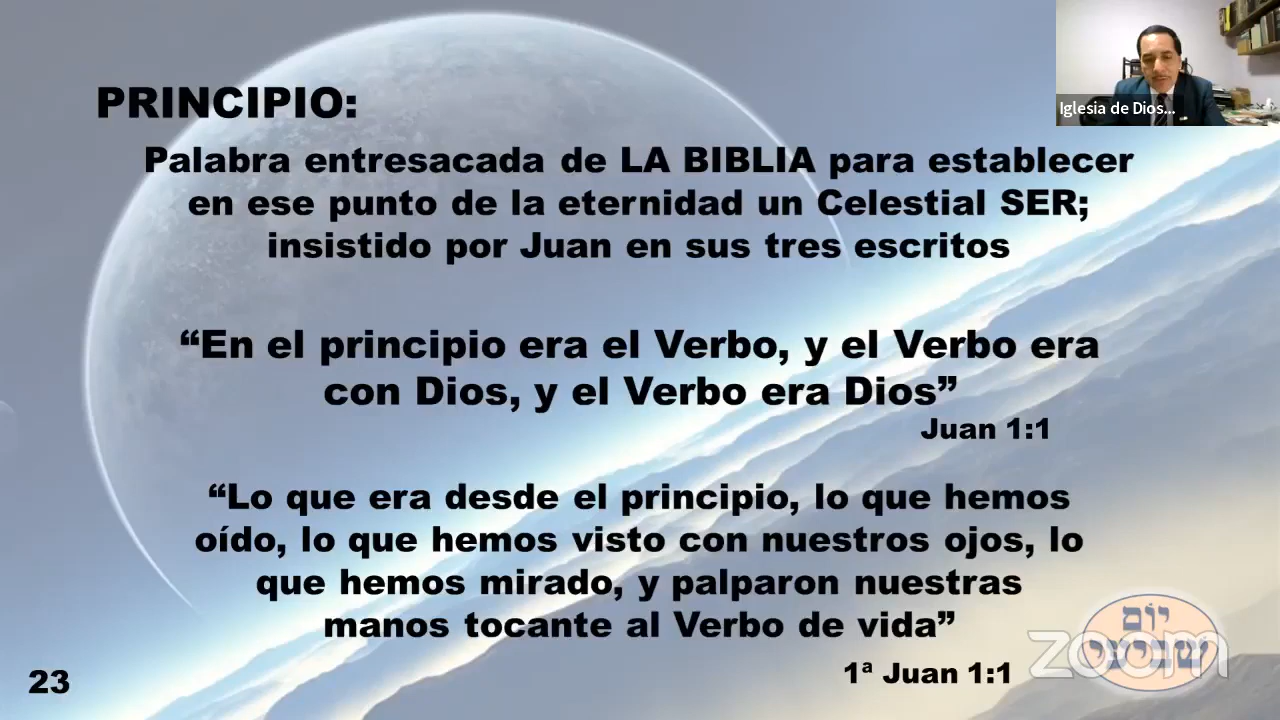 PRINCIPIO:
Palabra entresacada de LA BIBLIA para establecer
en ese punto de la eternidad un Celestial SER;
insistido por Juan en sus tres escritos
“En el principio era el Verbo, y el Verbo era
con Dios, y el Verbo era Dios”
Juan 1:1
“Lo que era desde el principio, lo que hemos
oído, lo que hemos visto con nuestros ojos, lo
que hemos mirado, y palparon nuestras
manos tocante al Verbo de vida”
1ª Juan 1:1
23
Iglesia de Dios...
יוֹם
שביעי
zoom